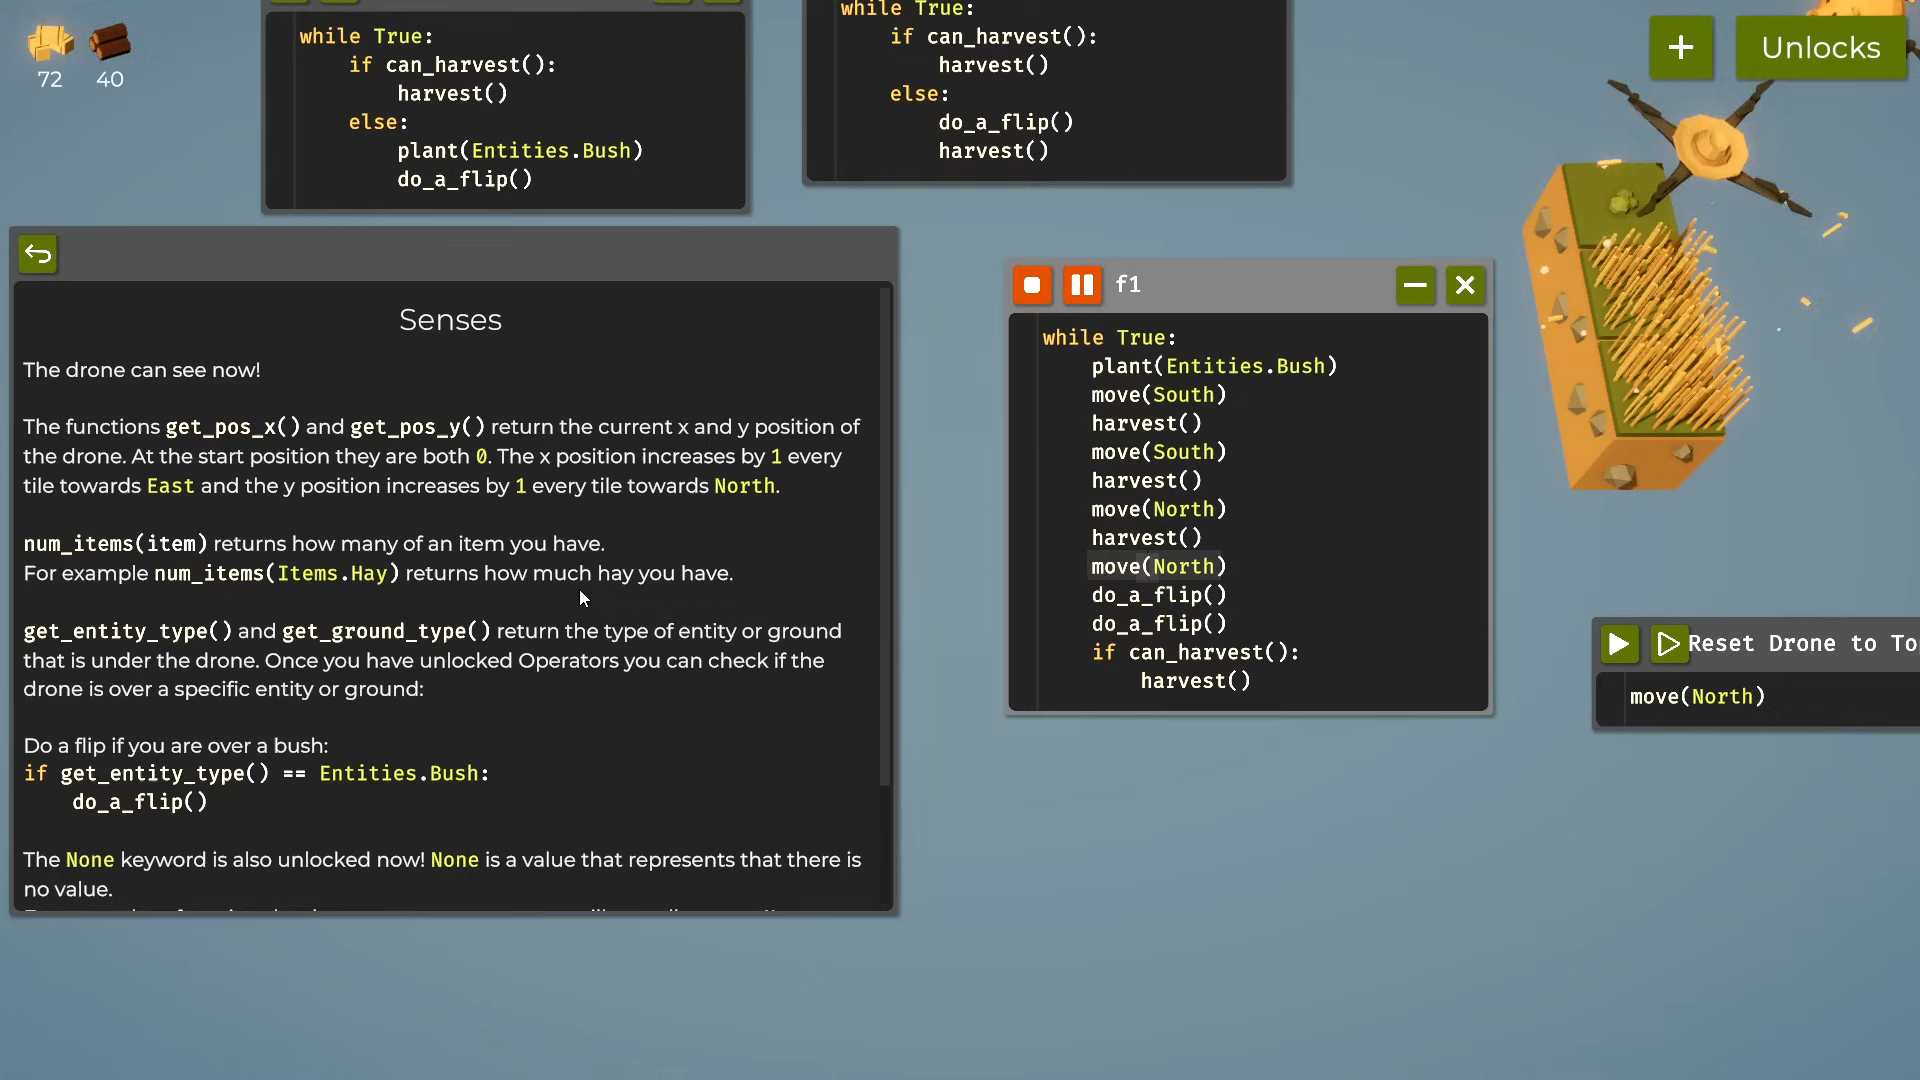 72 40
while True:
if can_harvest():
harvest()
else:
plant(Entities.Bush)
do_a_flip()
while True:
if can_harvest():
harvest()
else:
do_a_flip()
harvest()
Unlocks
Senses
The drone can see now!
The functions get_pos_x() and get_pos_y() return the current x and y position of
the drone. At the start position they are both 0. The x position increases by 1 every
tile towards East and the y position increases by 1 every tile towards North.
num_items(item) returns how many of an item you have.
For example num_items(Items.Hay) returns how much hay you have.
get_entity_type() and get_ground_type() return the type of entity or ground
that is under the drone. Once you have unlocked Operators you can check if the
drone is over a specific entity or ground:
Do a flip if you are over a bush:
if get_entity_type() == Entities.Bush:
do_a_flip()
The None keyword is also unlocked now! None is a value that represents that there is
no value.
f1
while True:
plant(Entities.Bush)
move(South)
harvest()
move(South)
harvest()
move(North)
harvest()
move(North)
do_a_flip()
do_a_flip()
if can_harvest():
harvest()
Reset Drone to To
move(North)